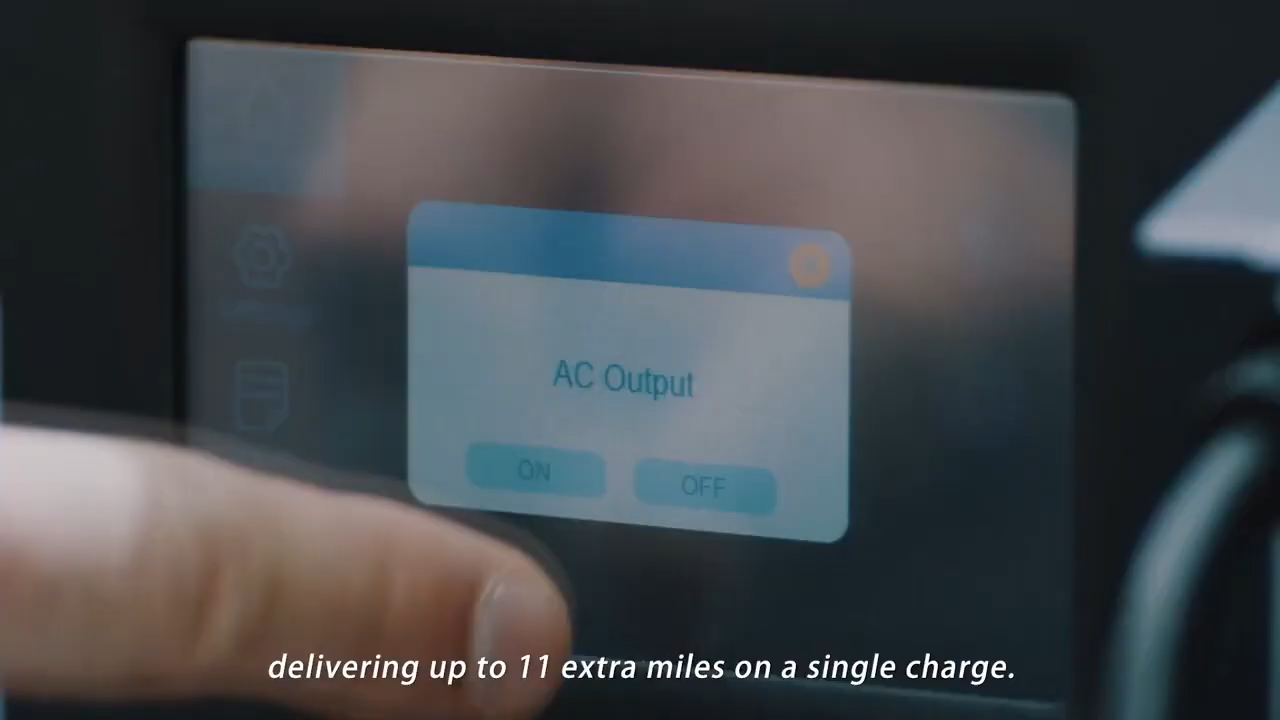 AC Output
ON
OFF
delivering up to 11 extra miles on a single charge.